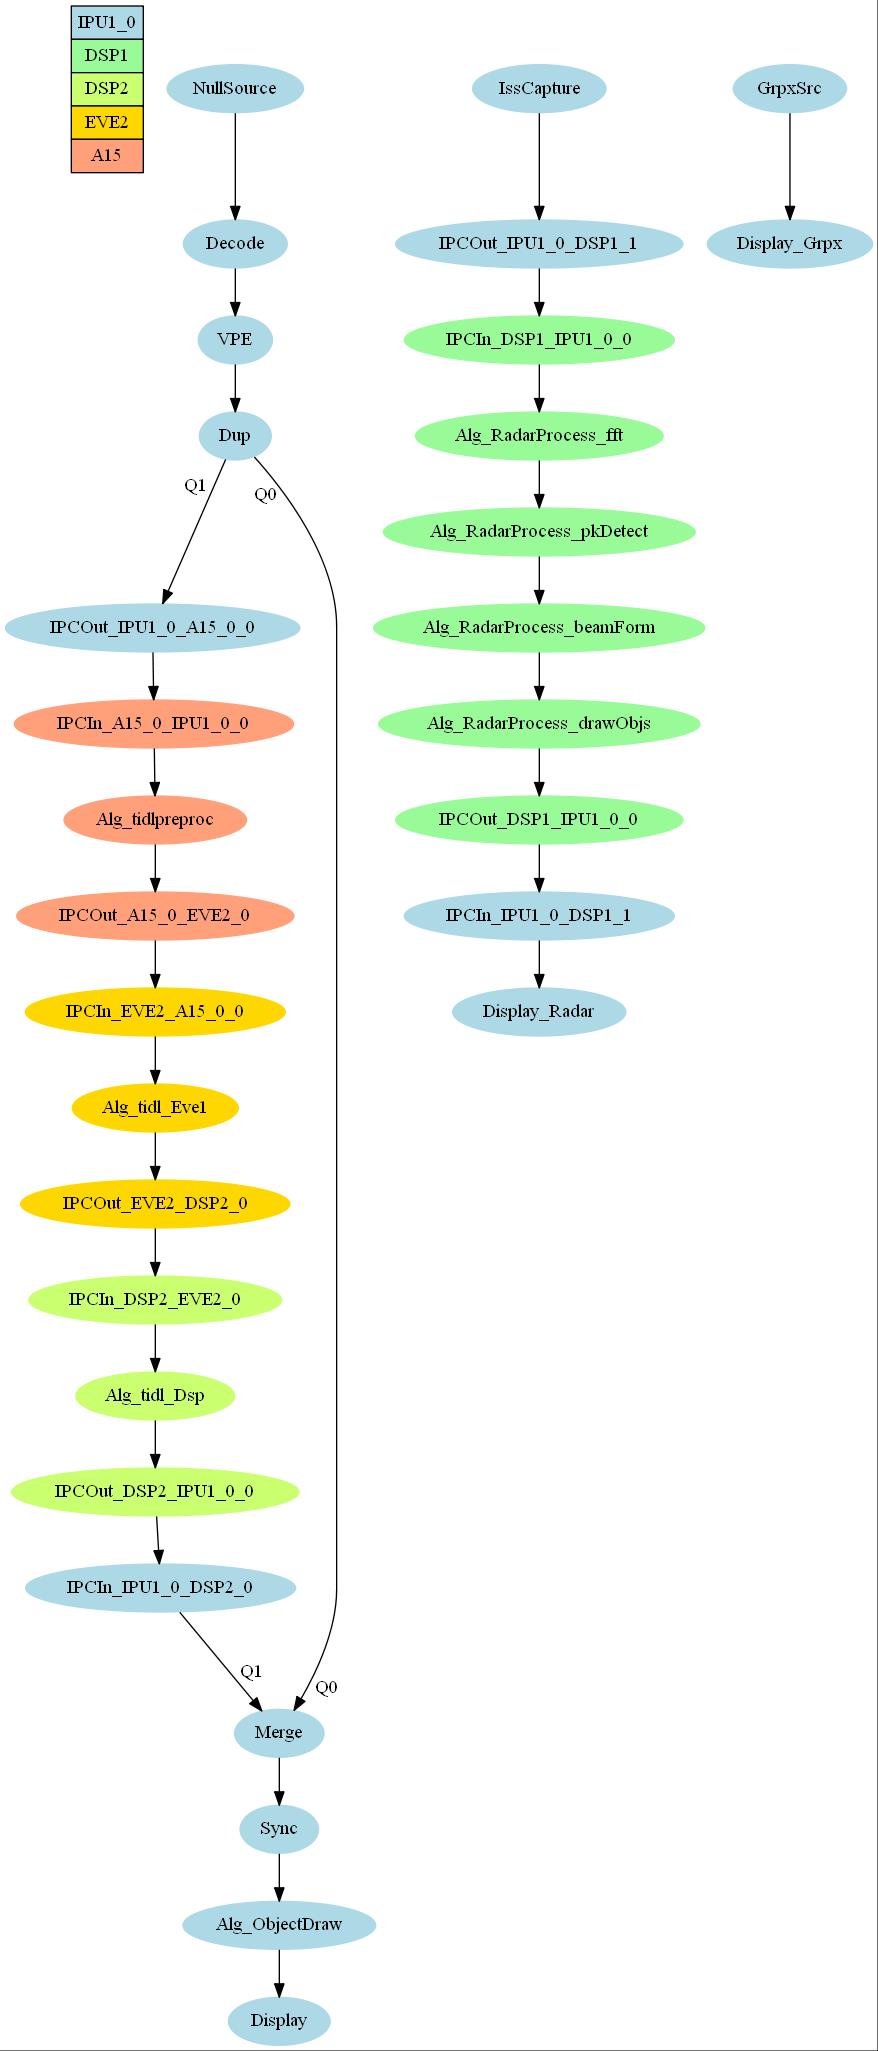 IPU1_0
DSP1
DSP2
EVE2
A15
NullSource
Decode
VPE
Dup
Q1
Q0
IPCOut_IPU1_0_A15_0_0
IPCIn_A15_0_IPU1_0_0
Alg_tidlpreproc
IPCOut_A15_0_EVE2_0
IPCIn_EVE2_A15_0_0
Alg_tidl_Eve1
IPCOut_EVE2_DSP2_0
IPCIn_DSP2_EVE2_0
Alg_tidl_Dsp
IPCOut_DSP2_IPU1_0_0
IPCIn_IPU1_0_DSP2_0
Q1
Q0
Merge
Sync
Alg_ObjectDraw
Display
IssCapture
IPCOut_IPU1_0_DSP1_1
IPCIn_DSP1_IPU1_0_0
Alg_RadarProcess_fft
Alg_RadarProcess_pkDetect
Alg_RadarProcess_beamForm
Alg_RadarProcess_drawObjs
IPCOut_DSP1_IPU1_0_0
IPCIn_IPU1_0_DSP1_1
Display_Radar
GrpxSrc
Display_Grpx